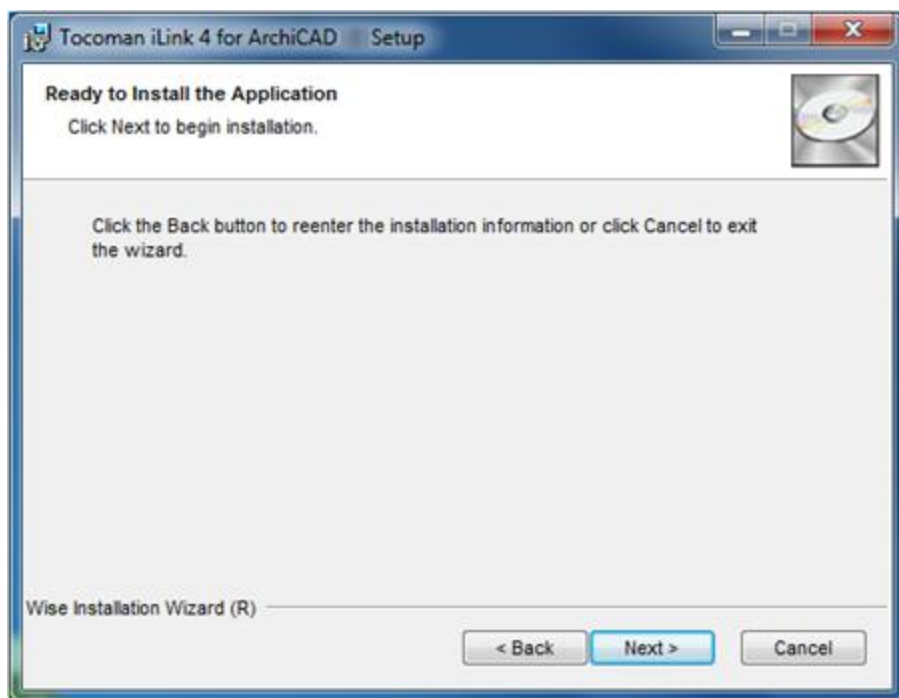 Tocoman iLink 4 for ArchiCAD Setup
Ready to Install the Application
Click Next to begin installation.
Click the Back button to reenter the installation information or click Cancel to exit
the wizard.
Wise Installation Wizard (R)
< Back Next > Cancel